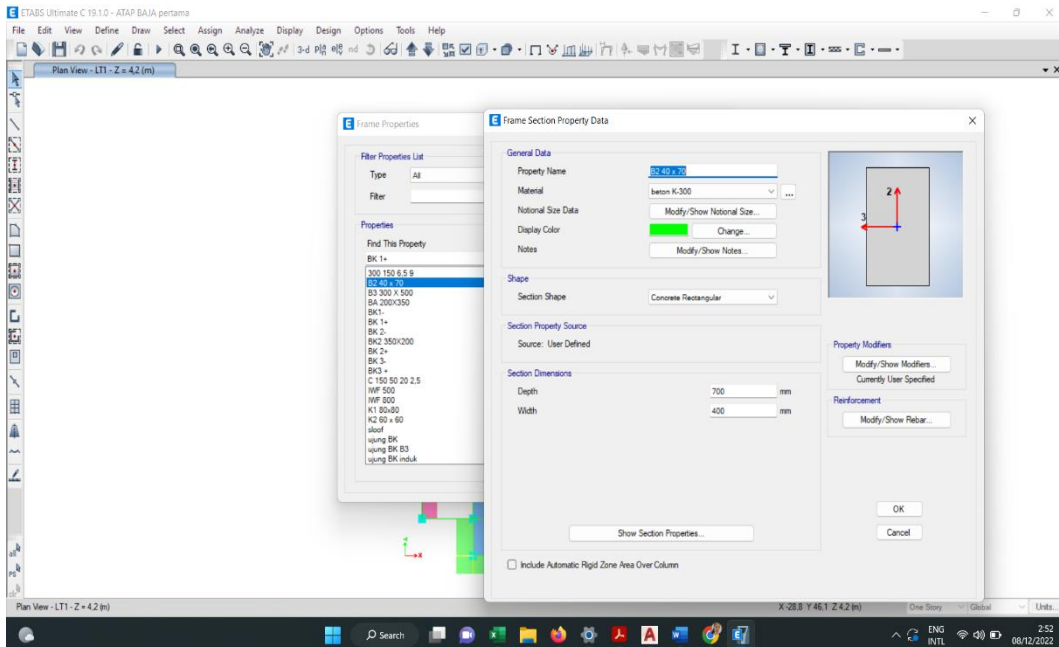 ETABS Ultimate C 19.1.0 - ATAP BAJA pertama
File Edit View Define Draw Select Assign Analyze Display Design Options Tools Help
3-d
nd
Plan View - LT1 - Z = 4,2 (m)
Frame Properties
Filter Properties List
Type All
Filter
Properties
Find This Property
BK 1+
300 150 6,5 9
B2 40 x 70
B3 300 X 500
BA 200X350
BK1-
BK 1+
BK 2-
BK2 350X200
BK 2+
BK 3-
BK3 +
C 150 50 20 2,5
IWF 500
IWF 800
K1 80x80
K2 60 x 60
sloof
ujung BK
ujung BK B3
ujung BK induk
Frame Section Property Data
General Data
Property Name B2 40 x 70
Material beton K-300 ...
Notional Size Data Modify/Show Notional Size...
Display Color Change...
Notes Modify/Show Notes...
Shape
Section Shape Concrete Rectangular
Section Property Source
Source: User Defined
Section Dimensions
Depth 700 mm
Width 400 mm
Show Section Properties...
Include Automatic Rigid Zone Area Over Column
2
3
Property Modifiers
Modify/Show Modifiers...
Currently User Specified
Reinforcement
Modify/Show Rebar...
OK
Cancel
Plan View - LT1 - Z = 4,2 (m) X -28,8 Y 46,1 Z 4,2 (m) One Story Global Units...
Search
ENG
INTL
2:52
08/12/2022